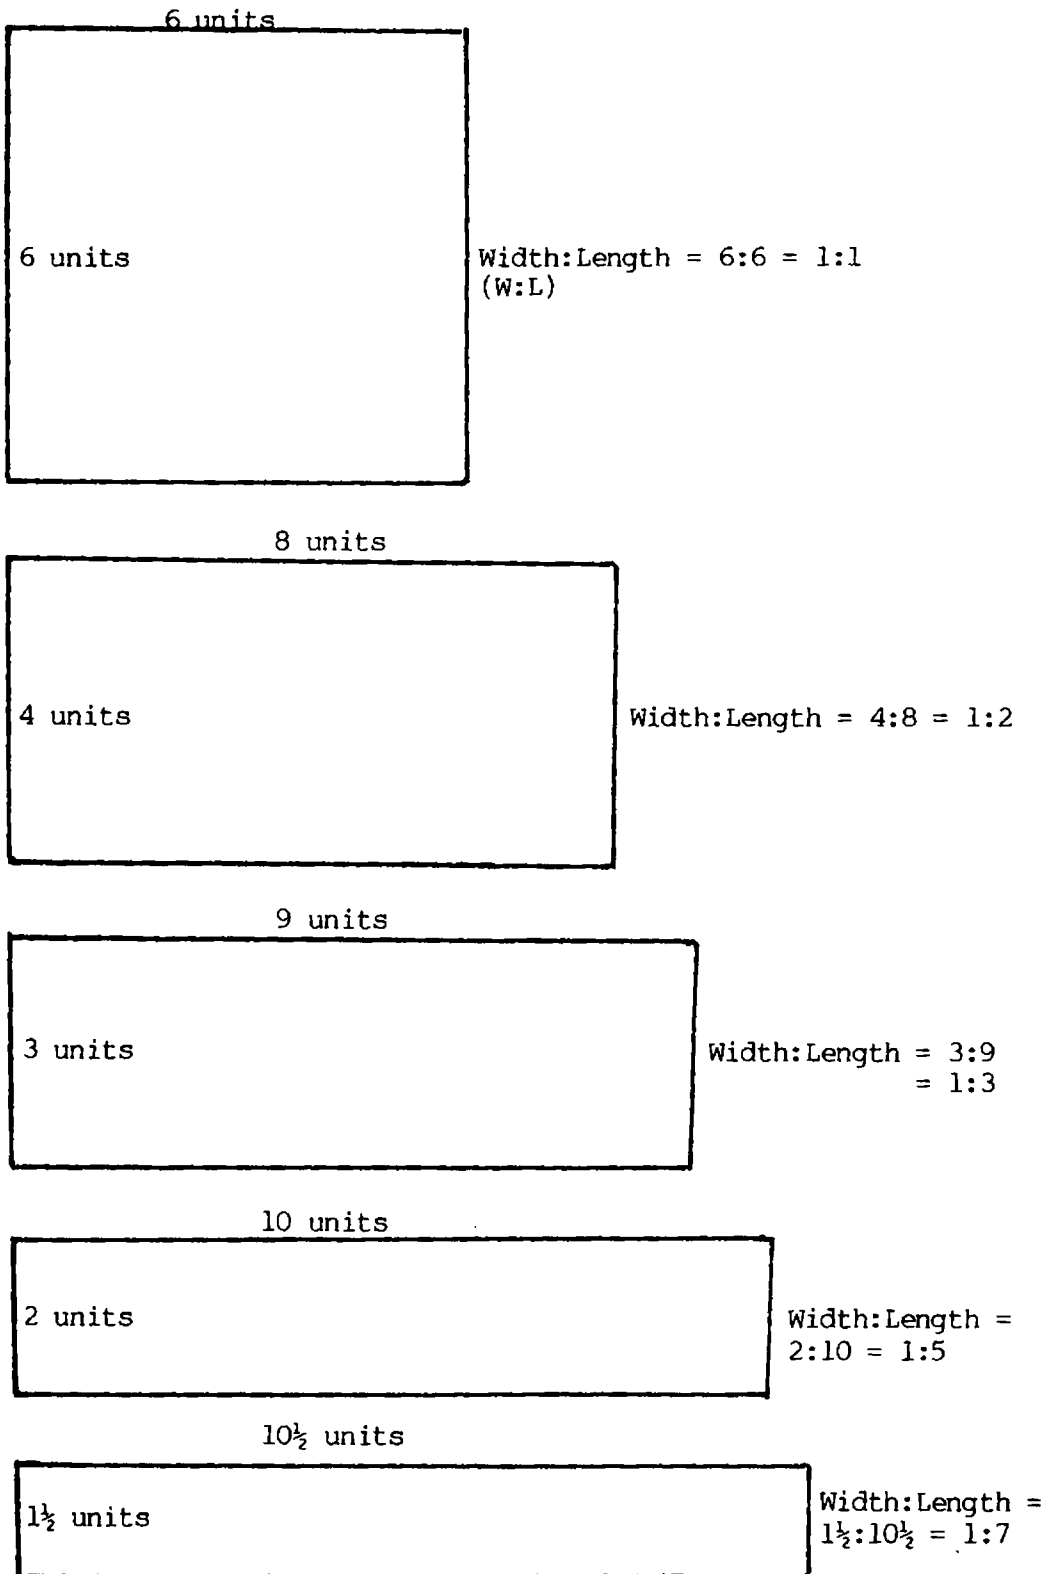 6 units
6 units
Width:Length = 6:6 = 1:1
(W:L)
8 units
4 units
Width:Length = 4:8 = 1:2
9 units
3 units
Width:Length = 3:9
= 1:3
10 units
2 units
Width:Length =
2:10 = 1:5
10½ units
1½ units
Width:Length =
1½:10½ = 1:7